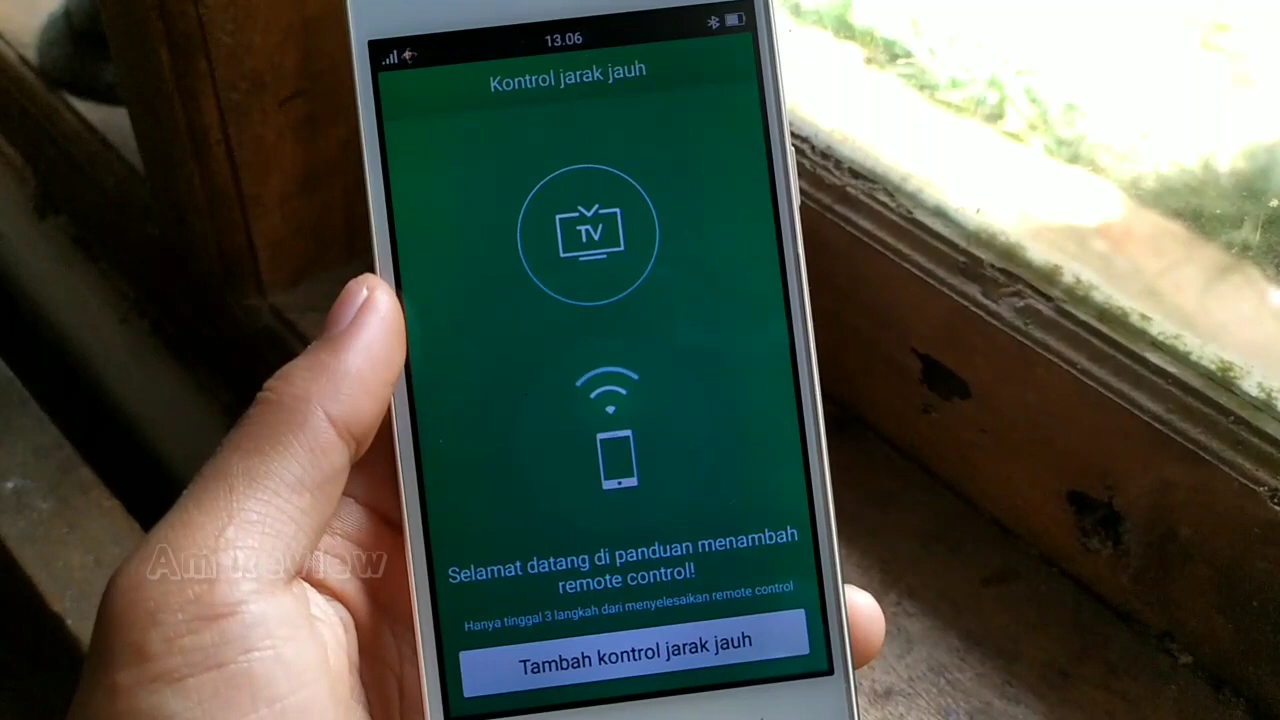 13.06
Kontrol jarak jauh
TV
Selamat datang di panduan menambah
remote control!
Hanya tinggal 3 langkah dari menyelesaikan remote control
Tambah kontrol jarak jauh